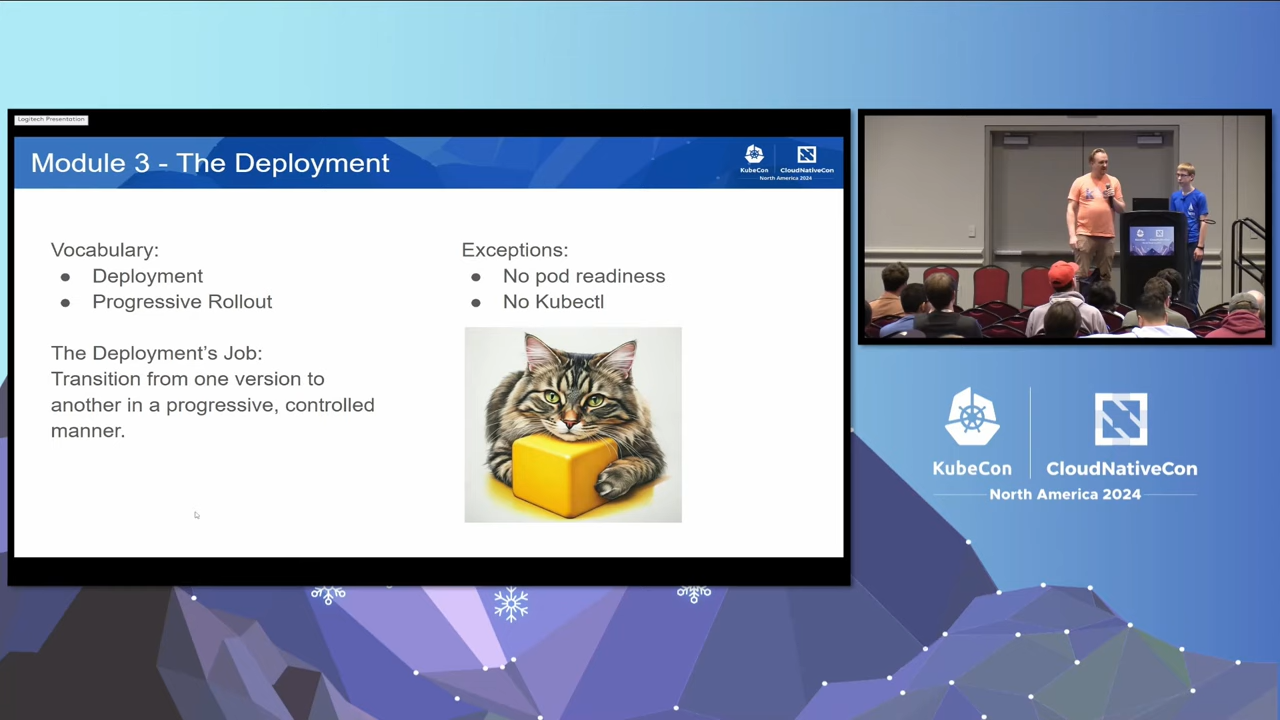 Logitech Presentation
Module 3 - The Deployment
KubeCon
CloudNativeCon
North America 2024
Vocabulary:
● Deployment
● Progressive Rollout
The Deployment's Job:
Transition from one version to
another in a progressive, controlled
manner.
Exceptions:
● No pod readiness
● No Kubectl
KubeCon
CloudNativeCon
North America 2024